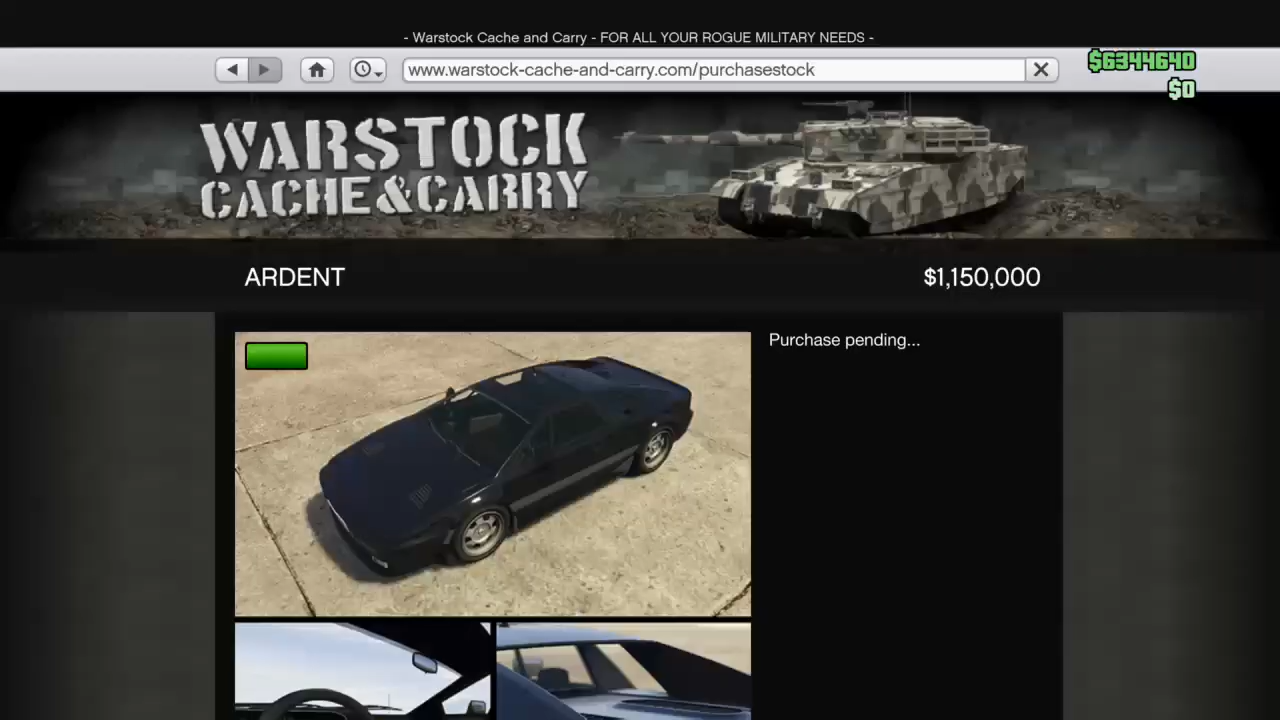 - Warstock Cache and Carry - FOR ALL YOUR ROGUE MILITARY NEEDS -
www.warstock-cache-and-carry.com/purchasestock
$6344640
$0
WARSTOCK
CACHE&CARRY
ARDENT
$1,150,000
Purchase pending...